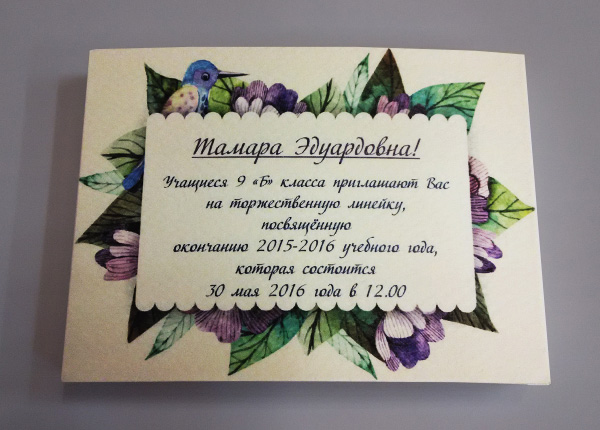 Тамара Эдуардовна!
Учащиеся 9 «Б» класса приглашают Вас
на торжественную линейку,
посвящённую
окончанию 2015-2016 учебного года,
которая состоится
30 мая 2016 года в 12.00